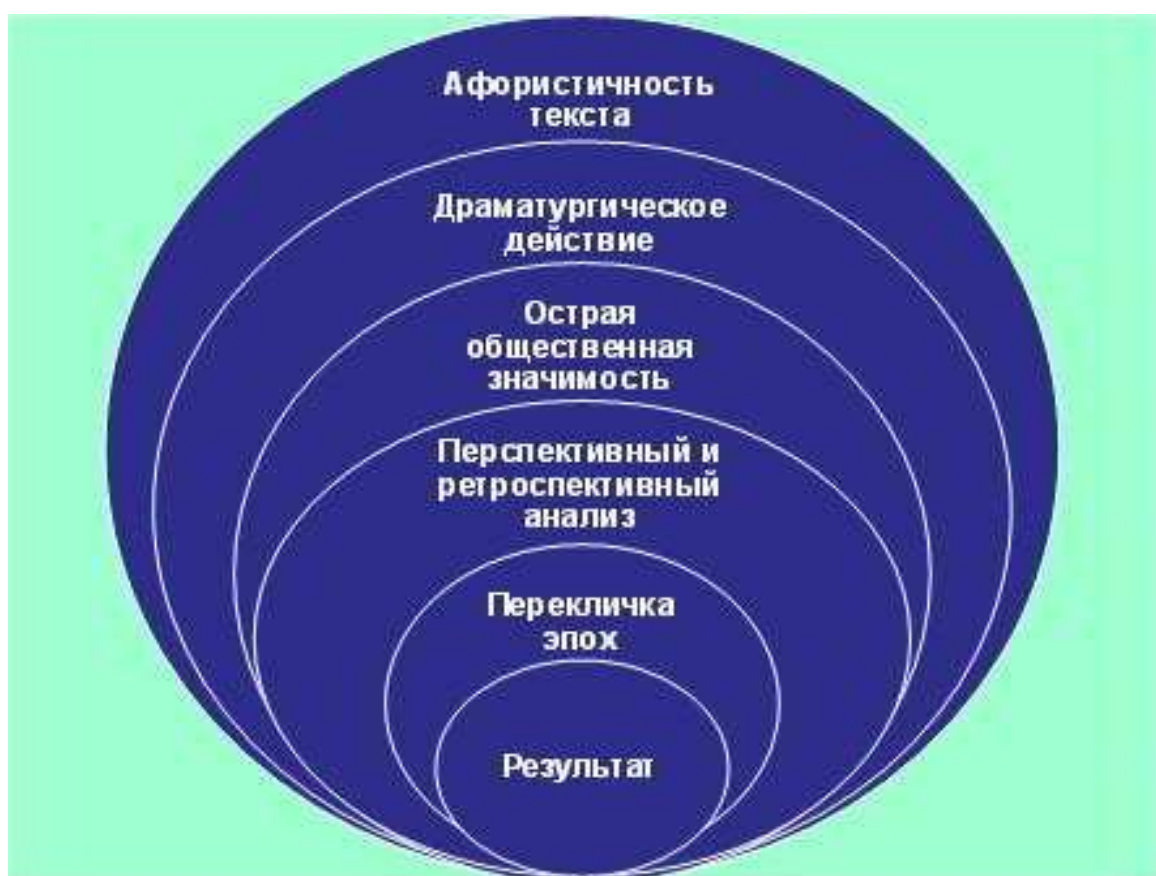 Афористичность
текста
Драматургическое
действие
Острая
общественная
значимость
Перспективный и
ретроспективный
анализ
Перекличка
эпох
Результат